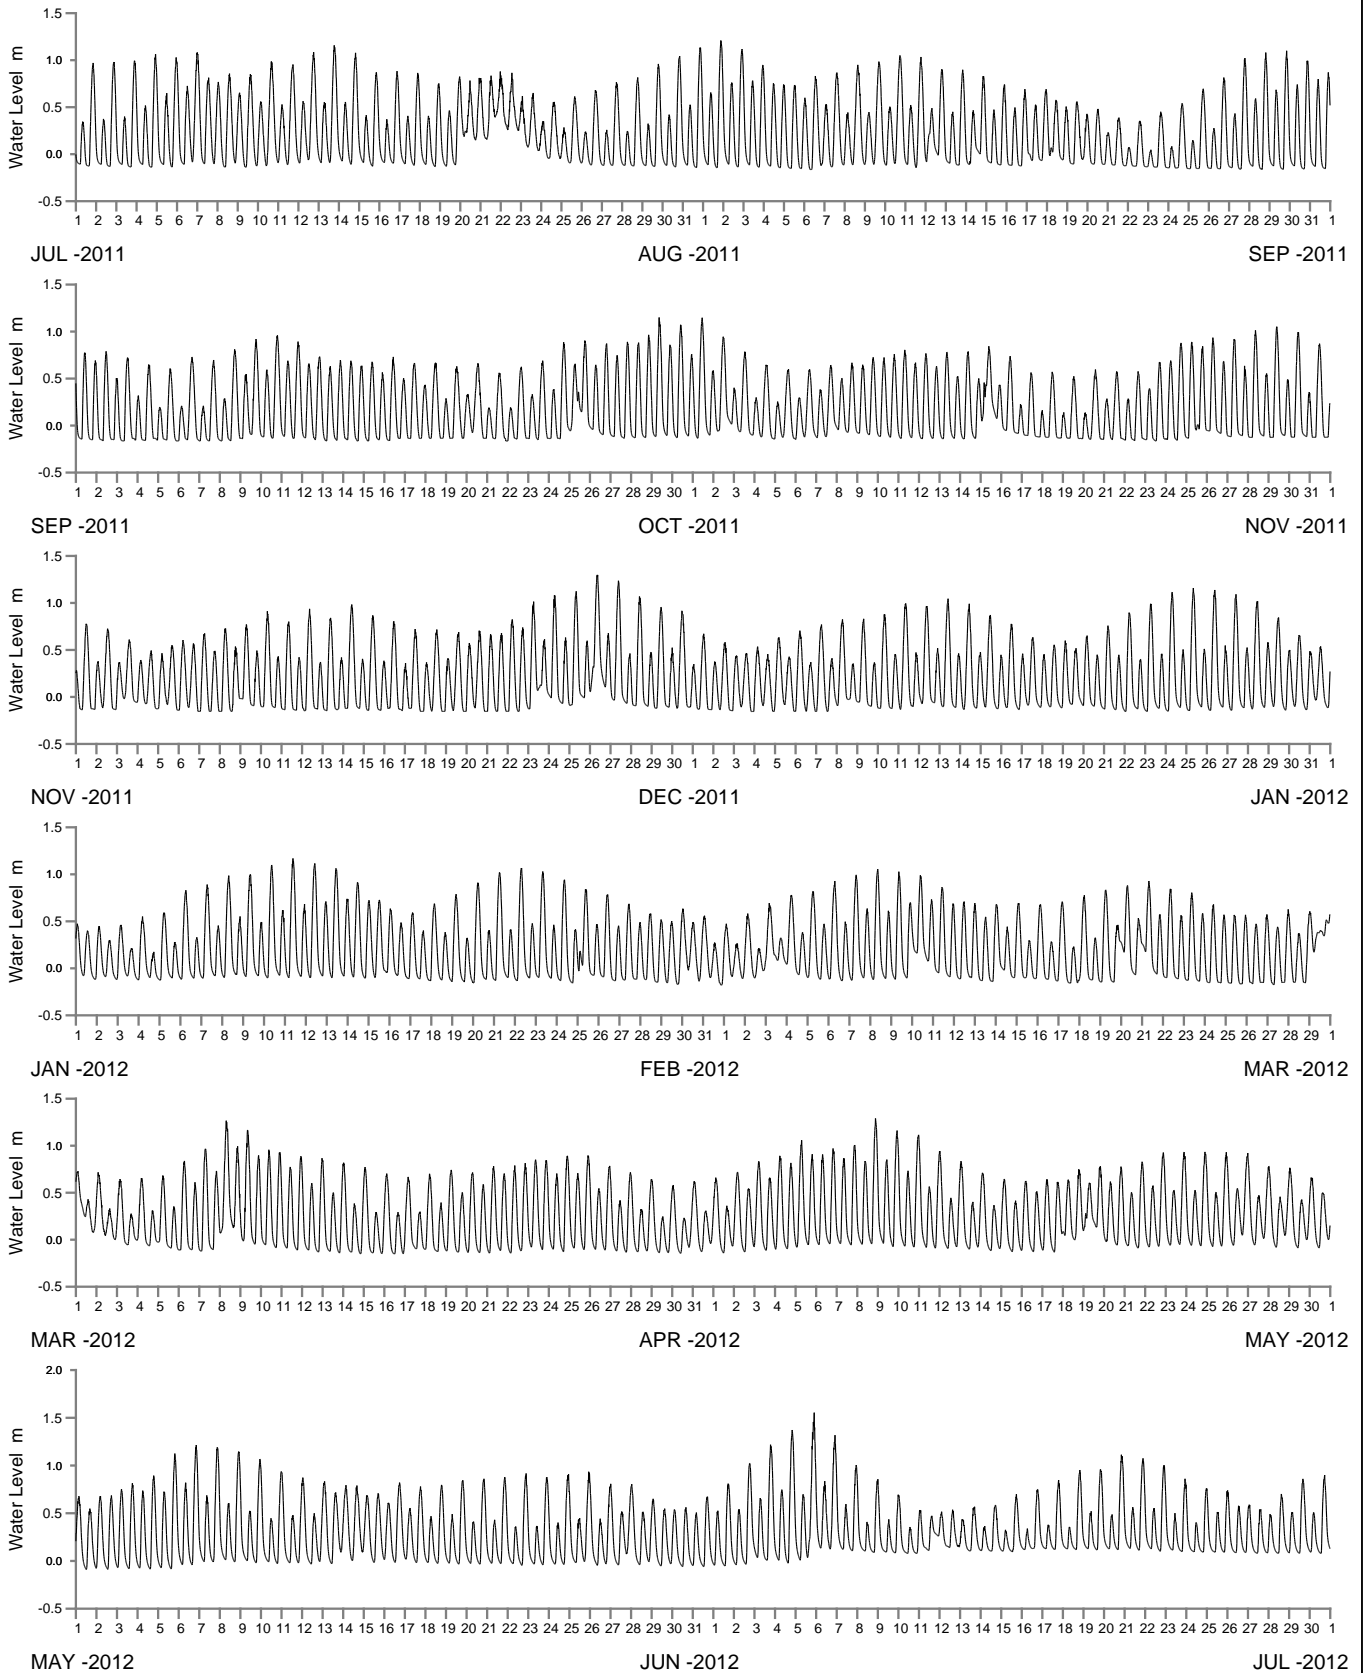 1.5
1.0
0.5
0.0
-0.5
Water Level m
1 2 3 4 5 6 7 8 9 10 11 12 13 14 15 16 17 18 19 20 21 22 23 24 25 26 27 28 29 30 31 1 2 3 4 5 6 7 8 9 10 11 12 13 14 15 16 17 18 19 20 21 22 23 24 25 26 27 28 29 30 31 1
JUL -2011 AUG -2011 SEP -2011
1.5
1.0
0.5
0.0
-0.5
Water Level m
1 2 3 4 5 6 7 8 9 10 11 12 13 14 15 16 17 18 19 20 21 22 23 24 25 26 27 28 29 30 1 2 3 4 5 6 7 8 9 10 11 12 13 14 15 16 17 18 19 20 21 22 23 24 25 26 27 28 29 30 31 1
SEP -2011 OCT -2011 NOV -2011
1.5
1.0
0.5
0.0
-0.5
Water Level m
1 2 3 4 5 6 7 8 9 10 11 12 13 14 15 16 17 18 19 20 21 22 23 24 25 26 27 28 29 30 1 2 3 4 5 6 7 8 9 10 11 12 13 14 15 16 17 18 19 20 21 22 23 24 25 26 27 28 29 30 31 1
NOV -2011 DEC -2011 JAN -2012
1.5
1.0
0.5
0.0
-0.5
Water Level m
1 2 3 4 5 6 7 8 9 10 11 12 13 14 15 16 17 18 19 20 21 22 23 24 25 26 27 28 29 30 31 1 2 3 4 5 6 7 8 9 10 11 12 13 14 15 16 17 18 19 20 21 22 23 24 25 26 27 28 29 1
JAN -2012 FEB -2012 MAR -2012
1.5
1.0
0.5
0.0
-0.5
Water Level m
1 2 3 4 5 6 7 8 9 10 11 12 13 14 15 16 17 18 19 20 21 22 23 24 25 26 27 28 29 30 31 1 2 3 4 5 6 7 8 9 10 11 12 13 14 15 16 17 18 19 20 21 22 23 24 25 26 27 28 29 30 1
MAR -2012 APR -2012 MAY -2012
2.0
1.5
1.0
0.5
0.0
-0.5
Water Level m
1 2 3 4 5 6 7 8 9 10 11 12 13 14 15 16 17 18 19 20 21 22 23 24 25 26 27 28 29 30 31 1 2 3 4 5 6 7 8 9 10 11 12 13 14 15 16 17 18 19 20 21 22 23 24 25 26 27 28 29 30 1
MAY -2012 JUN -2012 JUL -2012